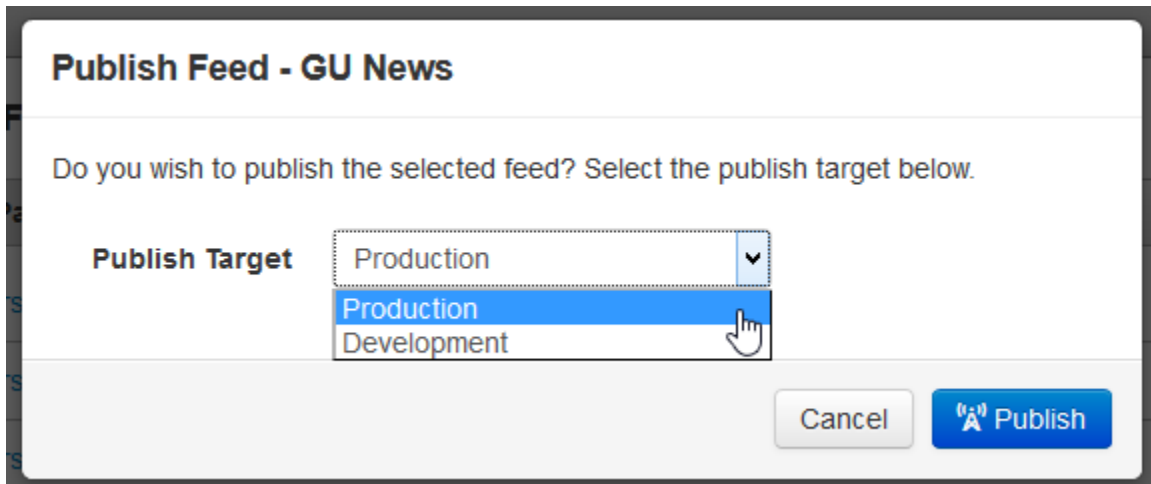 Publish Feed - GU News
Do you wish to publish the selected feed? Select the publish target below.
Publish Target Production
Production
Development
Cancel Publish